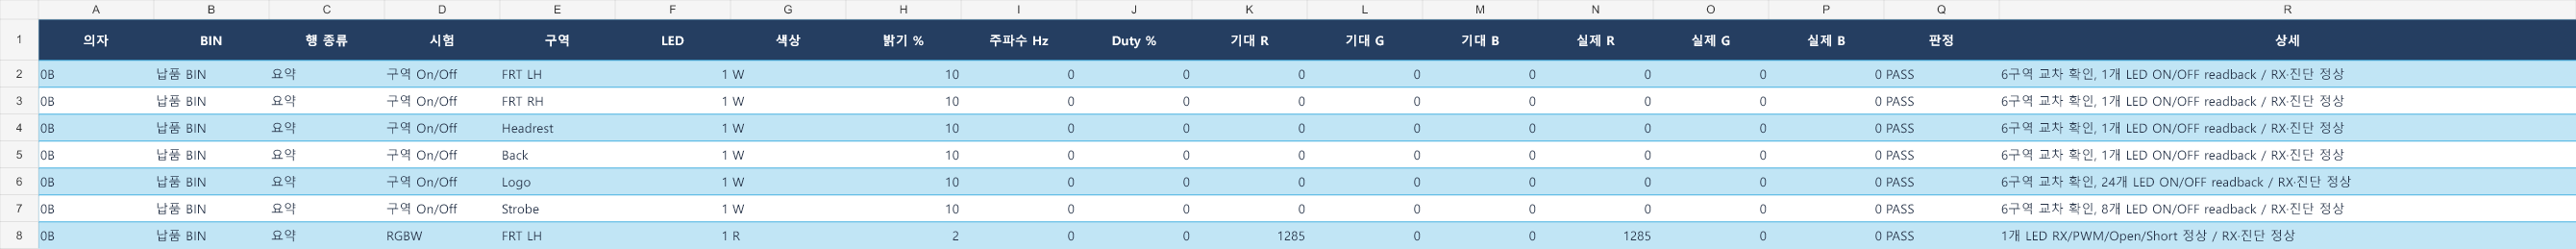 A B C D E F G H I J K L M N O P Q R
1 의자 BIN 행 종류 시험 구역 LED 색상 밝기 % 주파수 Hz Duty % 기대 R 기대 G 기대 B 실제 R 실제 G 실제 B 판정 상세
2 0B 납품 BIN 요약 구역 On/Off FRT LH 1 W 10 0 0 0 0 0 0 0 0 PASS 6구역 교차 확인, 1개 LED ON/OFF readback / RX·진단 정상
3 0B 납품 BIN 요약 구역 On/Off FRT RH 1 W 10 0 0 0 0 0 0 0 0 PASS 6구역 교차 확인, 1개 LED ON/OFF readback / RX·진단 정상
4 0B 납품 BIN 요약 구역 On/Off Headrest 1 W 10 0 0 0 0 0 0 0 0 PASS 6구역 교차 확인, 1개 LED ON/OFF readback / RX·진단 정상
5 0B 납품 BIN 요약 구역 On/Off Back 1 W 10 0 0 0 0 0 0 0 0 PASS 6구역 교차 확인, 1개 LED ON/OFF readback / RX·진단 정상
6 0B 납품 BIN 요약 구역 On/Off Logo 1 W 10 0 0 0 0 0 0 0 0 PASS 6구역 교차 확인, 24개 LED ON/OFF readback / RX·진단 정상
7 0B 납품 BIN 요약 구역 On/Off Strobe 1 W 10 0 0 0 0 0 0 0 0 PASS 6구역 교차 확인, 8개 LED ON/OFF readback / RX·진단 정상
8 0B 납품 BIN 요약 RGBW FRT LH 1 R 2 0 0 1285 0 0 1285 0 0 PASS 1개 LED RX/PWM/Open/Short 정상 / RX·진단 정상